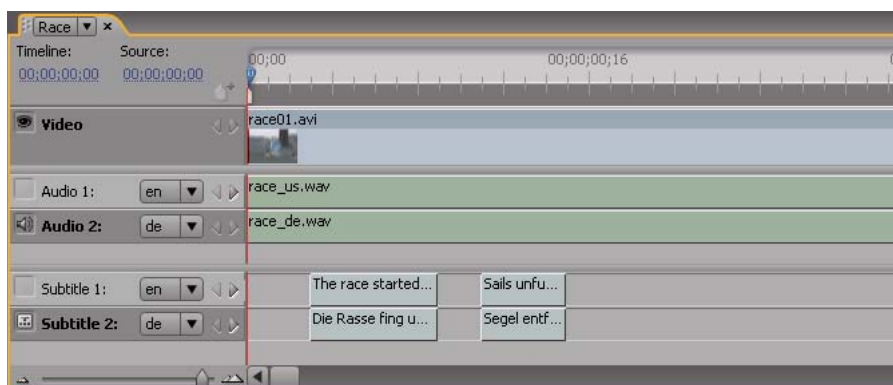 Race
Timeline: Source:
00;00;00;00 00;00;00;00
00;00 00;00;00;16
Video race01.avi
Audio 1: en race_us.wav
Audio 2: de race_de.wav
Subtitle 1: en The race started... Sails unfu...
Subtitle 2: de Die Rasse fing u... Segel entf...